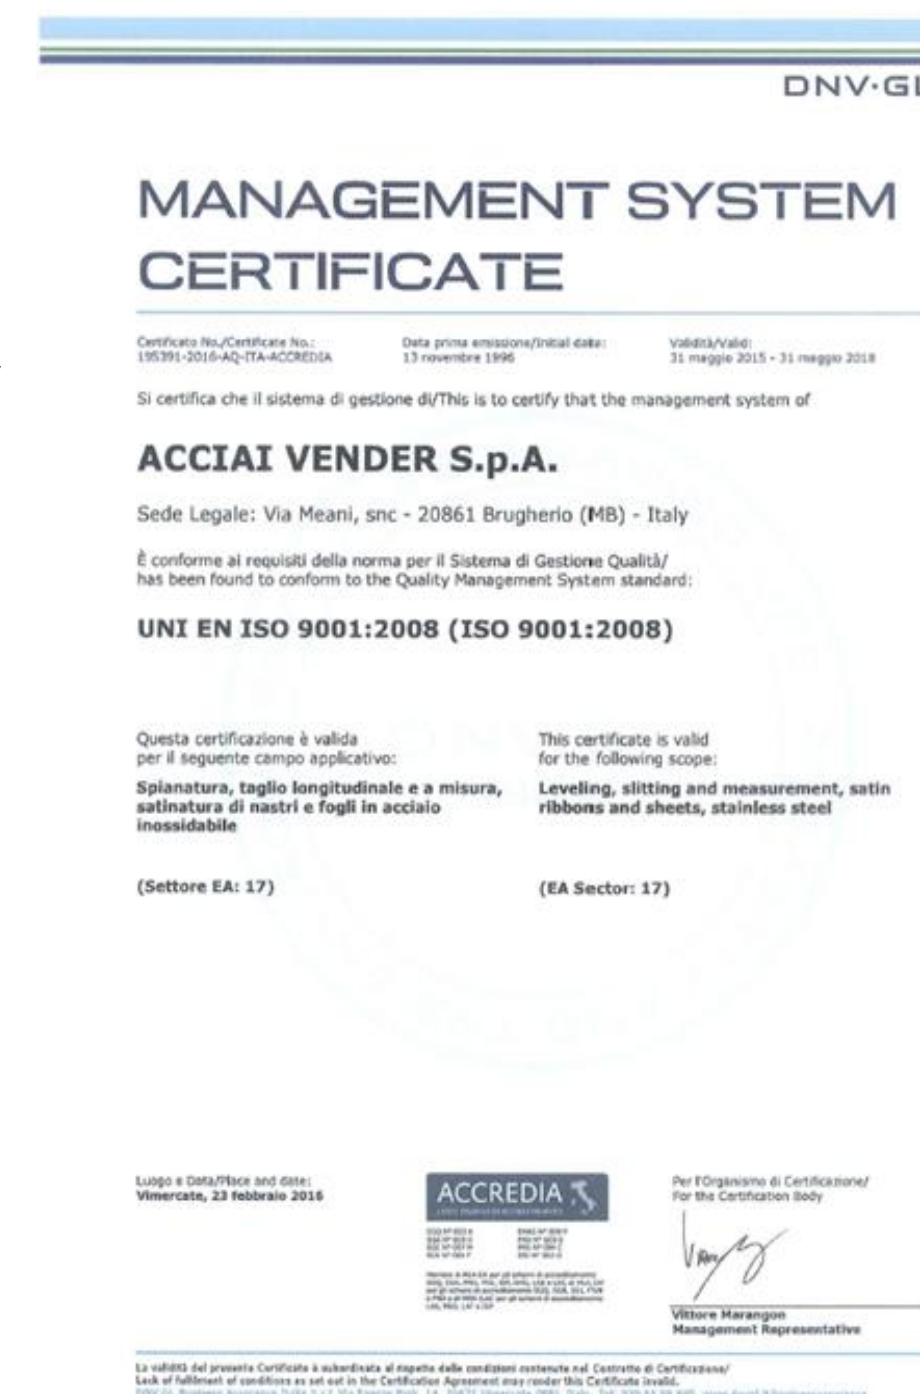 DNV·GL
MANAGEMENT SYSTEM
CERTIFICATE
Certificato No./Certificate No.:
195391-2016-AQ-ITA-ACCREDIA
Data prima emissione/Initial date:
13 novembre 1996
Validità/Valid:
31 maggio 2015 - 31 maggio 2018
Si certifica che il sistema di gestione di/This is to certify that the management system of
ACCIAI VENDER S.p.A.
Sede Legale: Via Meani, snc - 20861 Brugherio (MB) - Italy
È conforme ai requisiti della norma per il Sistema di Gestione Qualità/
has been found to conform to the Quality Management System standard:
UNI EN ISO 9001:2008 (ISO 9001:2008)
Questa certificazione è valida
per il seguente campo applicativo:
Spianatura, taglio longitudinale e a misura,
satinatura di nastri e fogli in acciaio
inossidabile
(Settore EA: 17)
This certificate is valid
for the following scope:
Leveling, slitting and measurement, satin
ribbons and sheets, stainless steel
(EA Sector: 17)
Luogo e Data/Place and date:
Vimercate, 23 febbraio 2016
ACCREDIA
Per l'Organismo di Certificazione/
For the Certification Body
Vittore Marangon
Management Representative
La validità del presente Certificato è subordinata al rispetto delle condizioni contenute nel Contratto di Certificazione/
Lack of fulfilment of conditions as set out in the Certification Agreement may render this Certificate invalid.